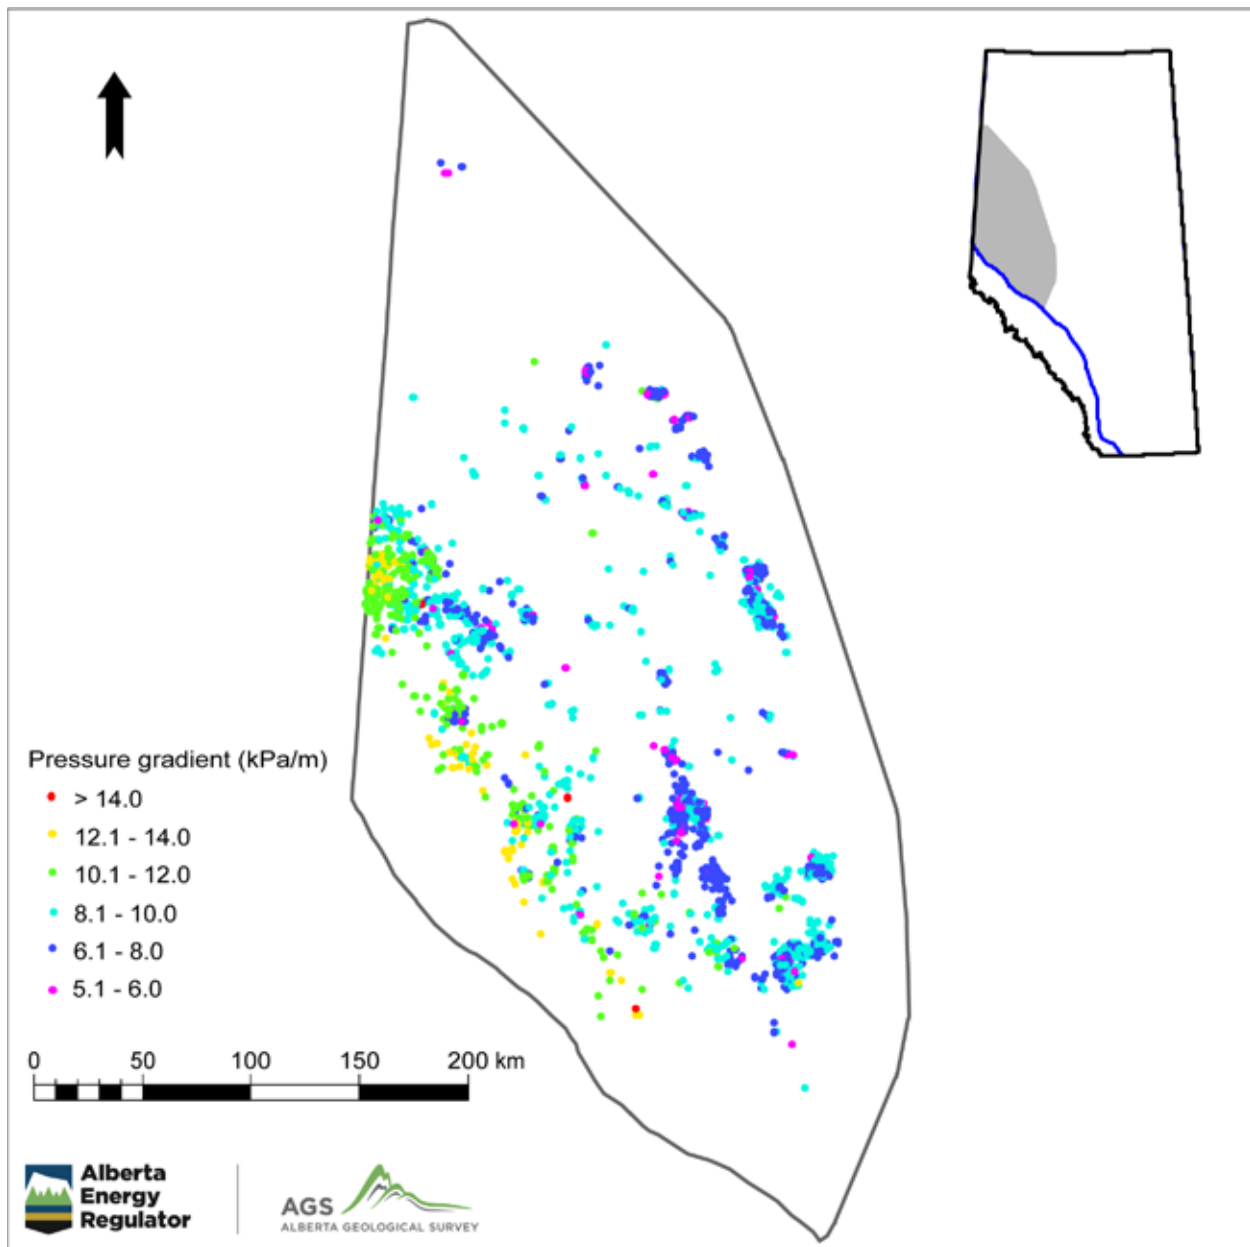 Pressure gradient (kPa/m)
> 14.0
12.1 - 14.0
10.1 - 12.0
8.1 - 10.0
6.1 - 8.0
5.1 - 6.0
0 50 100 150 200 km
Alberta
Energy
Regulator
AGS
ALBERTA GEOLOGICAL SURVEY